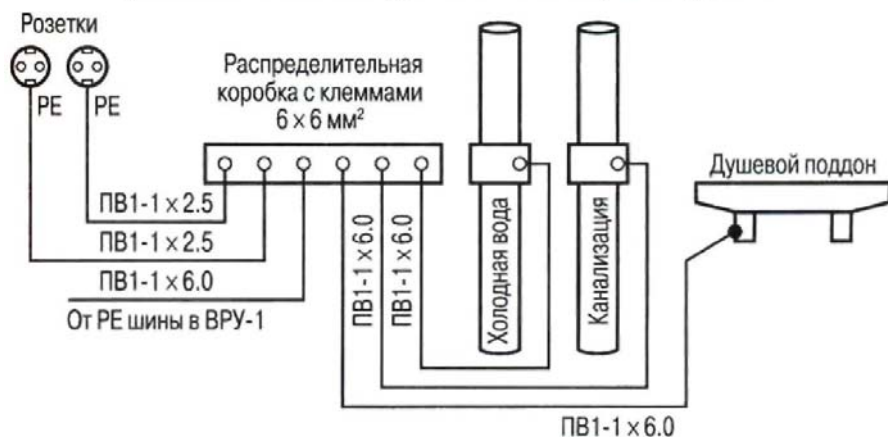 Розетки
PE
PE
Распределительная
коробка с клеммами
6 × 6 мм²
Душевой поддон
ПВ1-1 × 2.5
ПВ1-1 × 2.5
ПВ1-1 × 6.0
От PE шины в ВРУ-1
ПВ1-1 × 6.0
ПВ1-1 × 6.0
Холодная вода
Канализация
ПВ1-1 × 6.0